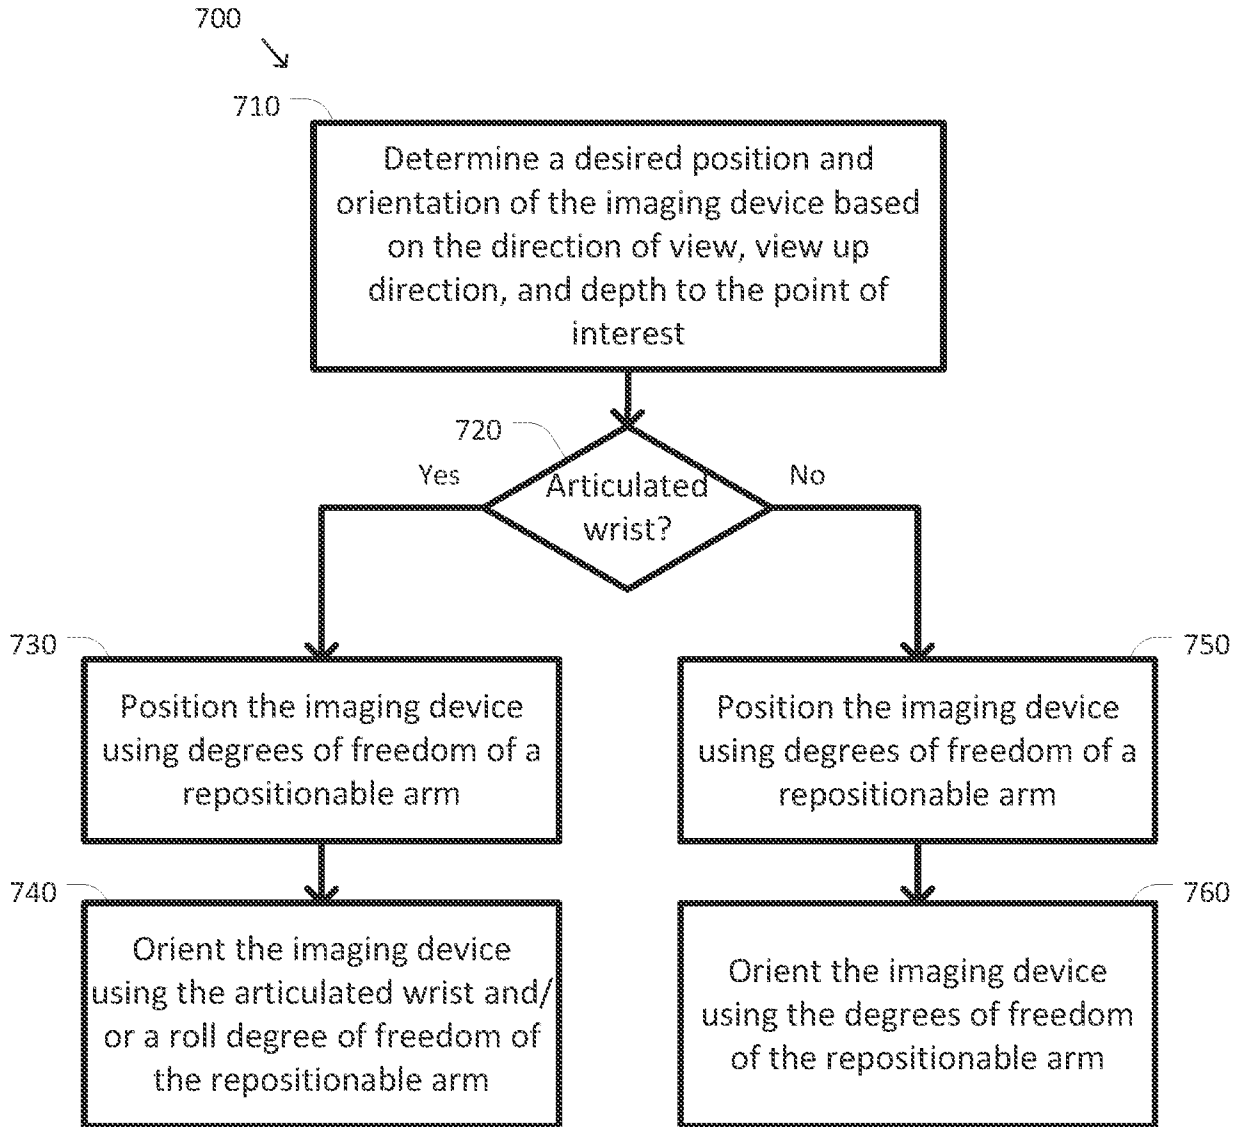 700
710
Determine a desired position and
orientation of the imaging device based
on the direction of view, view up
direction, and depth to the point of
interest
720
Yes
No
Articulated
wrist?
730
Position the imaging device
using degrees of freedom of a
repositionable arm
750
Position the imaging device
using degrees of freedom of a
repositionable arm
740
Orient the imaging device
using the articulated wrist and/
or a roll degree of freedom of
the repositionable arm
760
Orient the imaging device
using the degrees of freedom
of the repositionable arm